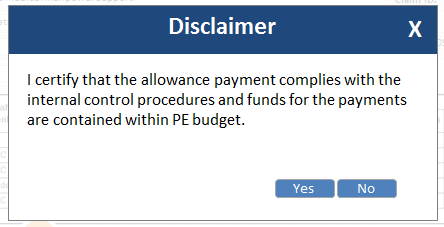 Disclaimer X
I certify that the allowance payment complies with the
internal control procedures and funds for the payments
are contained within PE budget.
Yes No